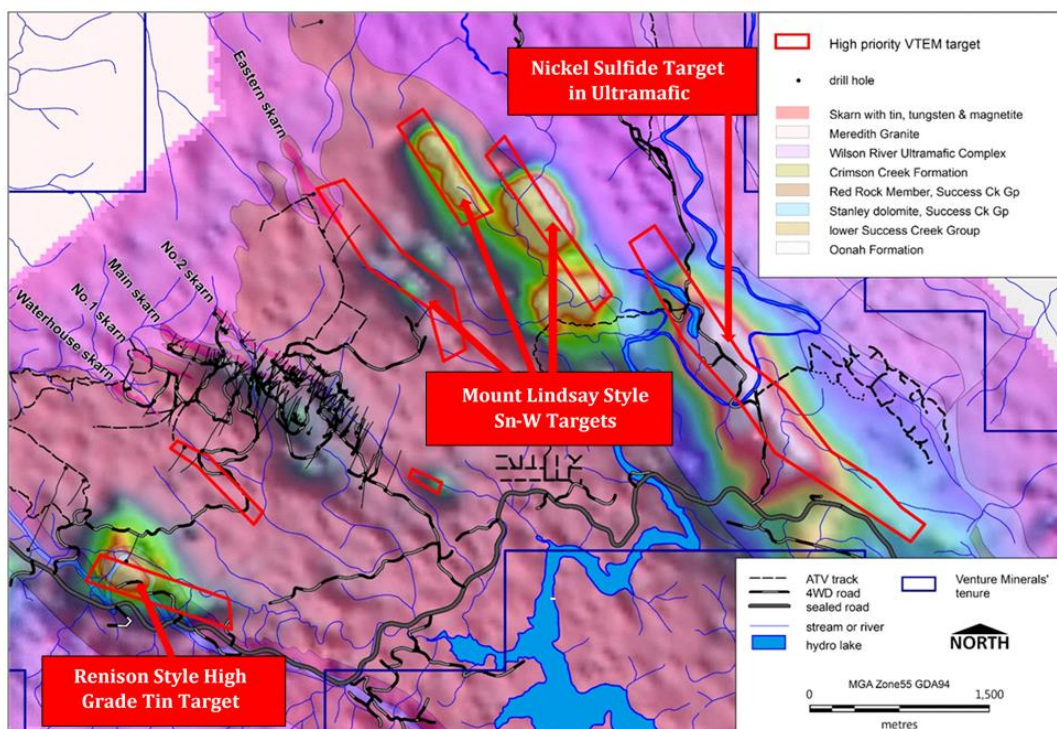 Nickel Sulfide Target
in Ultramafic
High priority VTEM target
drill hole
Skarn with tin, tungsten & magnetite
Meredith Granite
Wilson River Ultramafic Complex
Crimson Creek Formation
Red Rock Member, Success Ck Gp
Stanley dolomite, Success Ck Gp
lower Success Creek Group
Oonah Formation
Eastern skarn
No.2 skarn
Main skarn
No.1 skarn
Waterhouse skarn
Mount Lindsay Style
Sn-W Targets
Renison Style High
Grade Tin Target
ATV track
4WD road
sealed road
stream or river
hydro lake
Venture Minerals'
tenure
NORTH
MGA Zone55 GDA94
0 1,500
metres